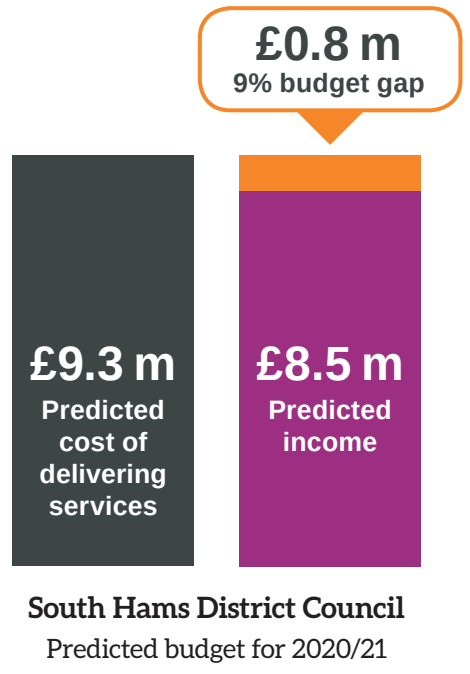 £0.8 m
9% budget gap
£9.3 m
Predicted
cost of
delivering
services
£8.5 m
Predicted
income
South Hams District Council
Predicted budget for 2020/21